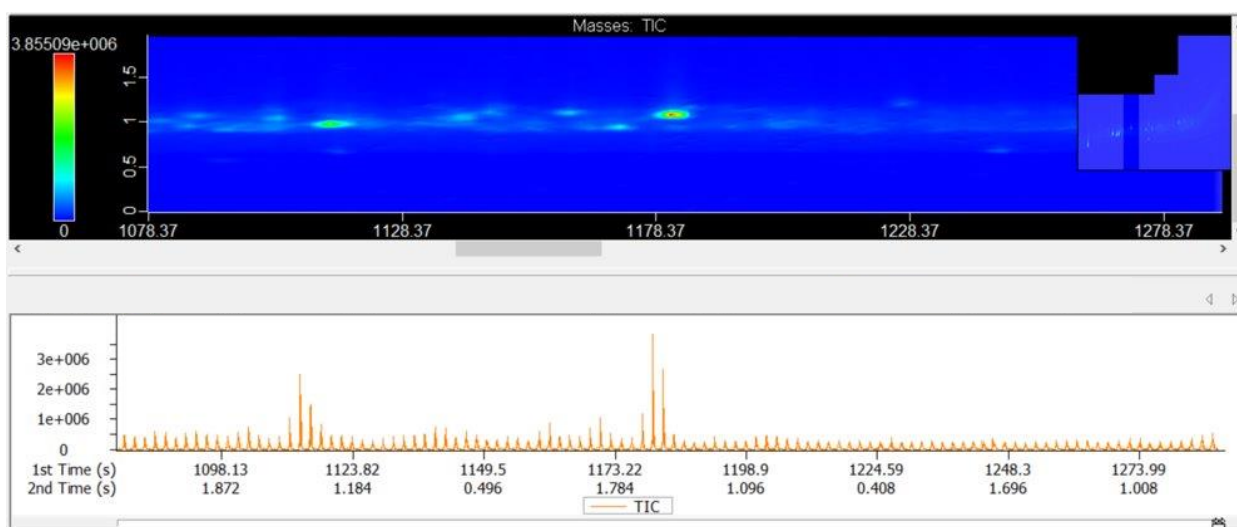 Masses: TIC
3.85509e+006
1.5
1
0.5
0
0
1078.37 1128.37 1178.37 1228.37 1278.37
3e+006
2e+006
1e+006
0
1st Time (s) 1098.13 1123.82 1149.5 1173.22 1198.9 1224.59 1248.3 1273.99
2nd Time (s) 1.872 1.184 0.496 1.784 1.096 0.408 1.696 1.008
TIC